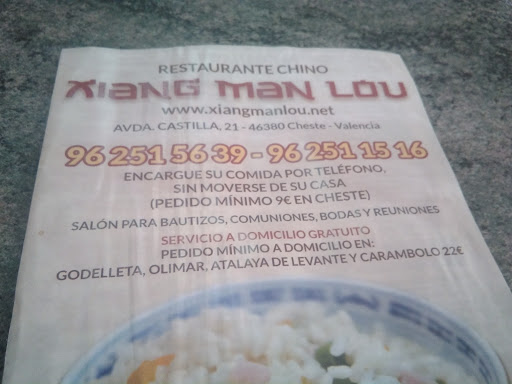 RESTAURANTE CHINO
XIANG MAN LOU
www.xiangmanlou.net
AVDA. CASTILLA, 21 - 46380 Cheste - Valencia
96 251 56 39 - 96 251 15 16
ENCARGUE SU COMIDA POR TELÉFONO,
SIN MOVERSE DE SU CASA
(PEDIDO MÍNIMO 9€ EN CHESTE)
SALÓN PARA BAUTIZOS, COMUNIONES, BODAS Y REUNIONES
SERVICIO A DOMICILIO GRATUITO
PEDIDO MÍNIMO A DOMICILIO EN:
GODELLETA, OLIMAR, ATALAYA DE LEVANTE Y CARAMBOLO 22€